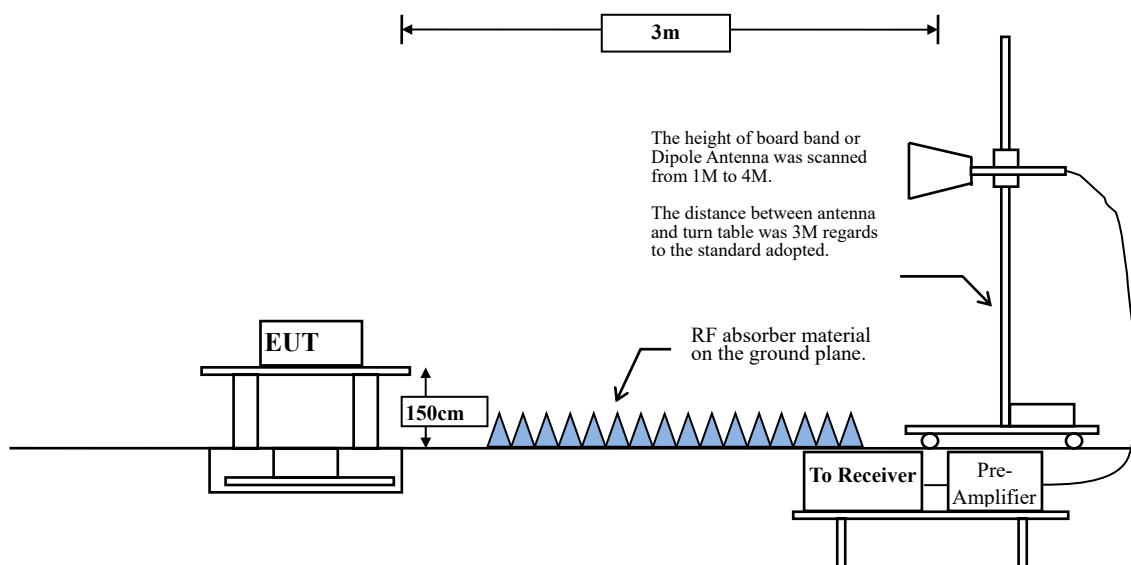 3m
The height of board band or
Dipole Antenna was scanned
from 1M to 4M.
The distance between antenna
and turn table was 3M regards
to the standard adopted.
EUT
RF absorber material
on the ground plane.
150cm
To Receiver
Pre-
Amplifier